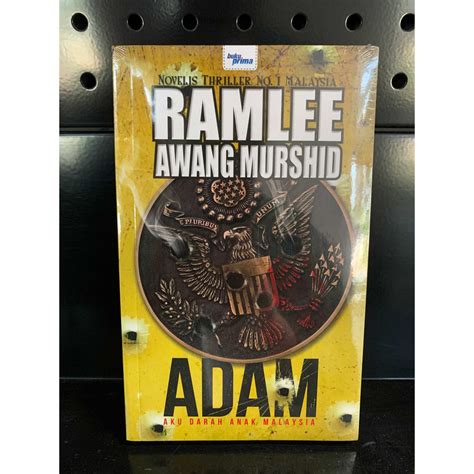 buku
prima
NOVELIS THRILLER NO. 1 MALAYSIA
RAMLEE
AWANG MURSHID
E PLURIBUS UNUM
ADAM
AKU DARAH ANAK MALAYSIA